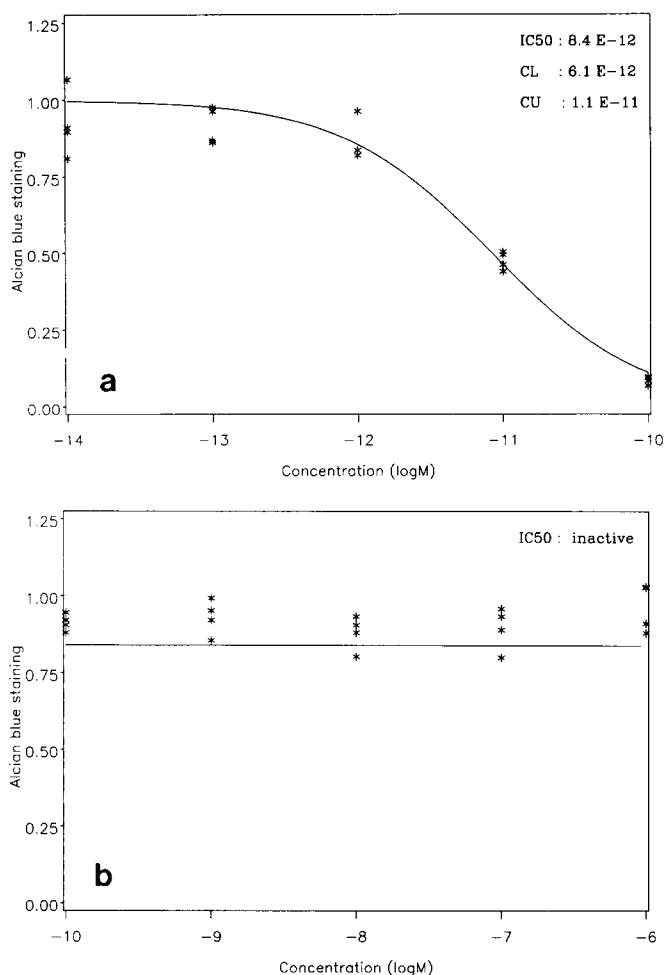 1.25
1.00
0.75
0.50
0.25
0.00
Alcian blue staining
IC50 : 8.4 E−12
CL : 6.1 E−12
CU : 1.1 E−11
a
−14 −13 −12 −11 −10
Concentration (logM)
1.25
1.00
0.75
0.50
0.25
0.00
Alcian blue staining
IC50 : inactive
b
−10 −9 −8 −7 −6
Concentration (logM)